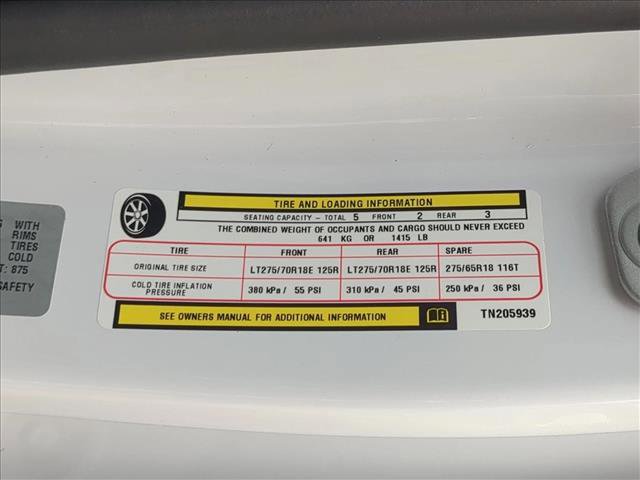 G WITH
RIMS
TIRES
COLD
T: 875
SAFETY
TIRE AND LOADING INFORMATION
SEATING CAPACITY - TOTAL 5 FRONT 2 REAR 3
THE COMBINED WEIGHT OF OCCUPANTS AND CARGO SHOULD NEVER EXCEED
641 KG OR 1415 LB
TIRE FRONT REAR SPARE
ORIGINAL TIRE SIZE LT275/70R18E 125R LT275/70R18E 125R 275/65R18 116T
COLD TIRE INFLATION PRESSURE 380 kPa / 55 PSI 310 kPa / 45 PSI 250 kPa / 36 PSI
SEE OWNERS MANUAL FOR ADDITIONAL INFORMATION TN205939